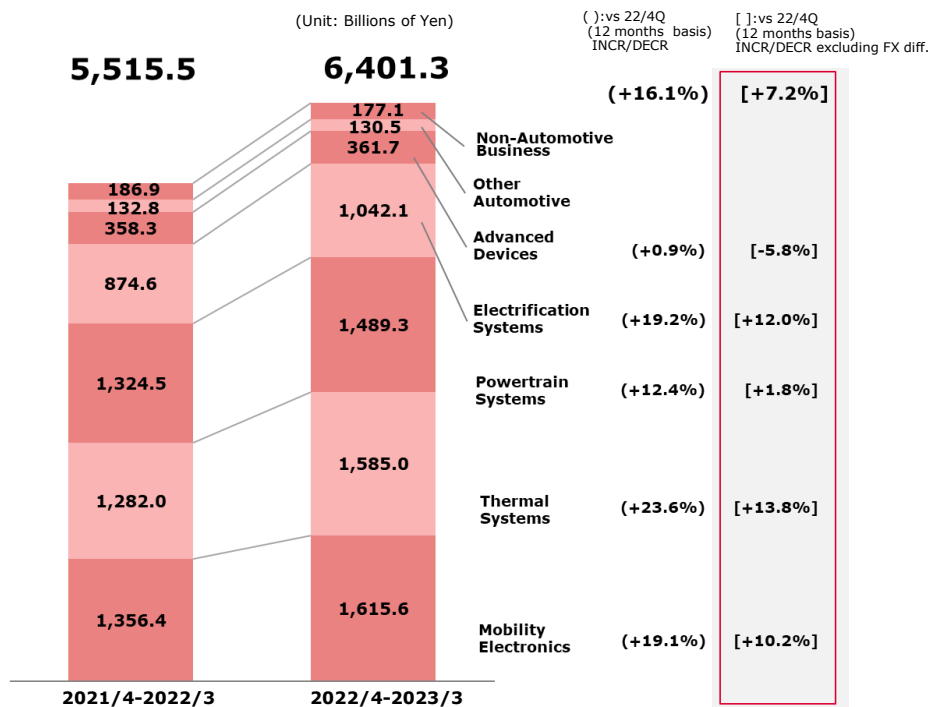 (Unit: Billions of Yen)
( ):vs 22/4Q
(12 months basis)
INCR/DECR
[ ]:vs 22/4Q
(12 months basis)
INCR/DECR excluding FX diff.
5,515.5
6,401.3
(+16.1%)
[+7.2%]
186.9
132.8
358.3
874.6
1,324.5
1,282.0
1,356.4
177.1
130.5
361.7
1,042.1
1,489.3
1,585.0
1,615.6
Non-Automotive
Business
Other
Automotive
Advanced
Devices
(+0.9%)
[-5.8%]
Electrification
Systems
(+19.2%)
[+12.0%]
Powertrain
Systems
(+12.4%)
[+1.8%]
Thermal
Systems
(+23.6%)
[+13.8%]
Mobility
Electronics
(+19.1%)
[+10.2%]
2021/4-2022/3
2022/4-2023/3